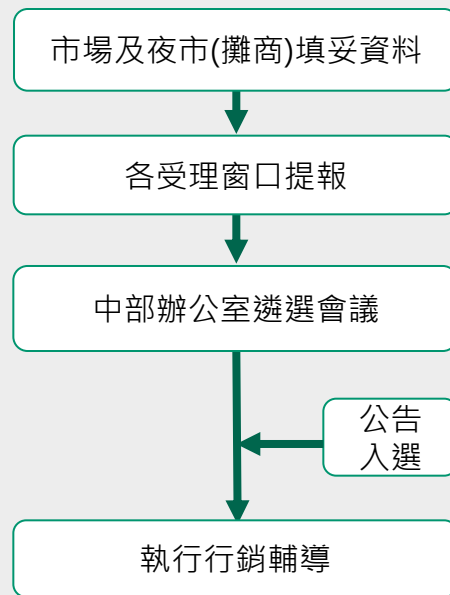 市場及夜市(攤商)填妥資料
各受理窗口提報
中部辦公室遴選會議
公告
入選
執行行銷輔導